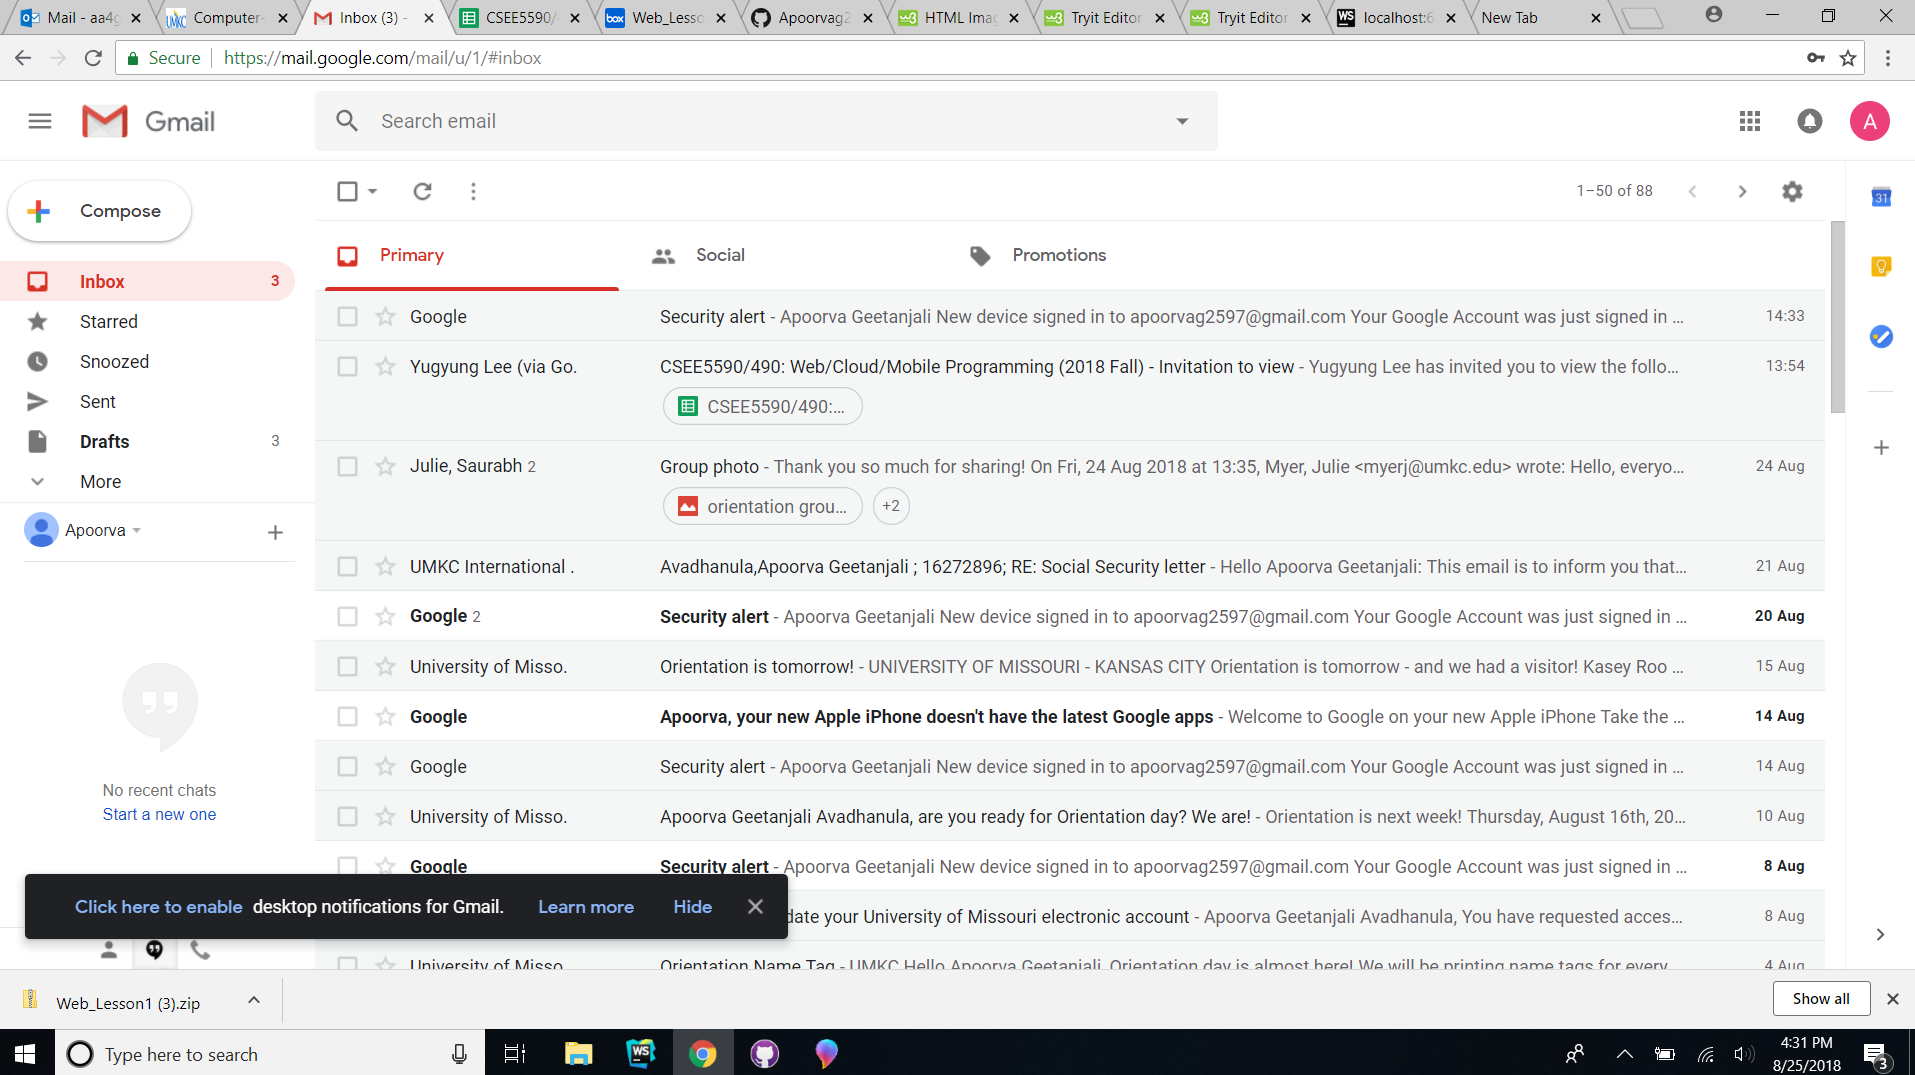 Mail - aa4g
Computer-
Inbox (3) -
CSEE5590/
Web_Lesso
Apoorvag2
HTML Imag
Tryit Editor
Tryit Editor
localhost:6
New Tab
Secure
https://mail.google.com/mail/u/1/#inbox
Gmail
Search email
A
Compose
1–50 of 88
31
Primary
Social
Promotions
Inbox 3
Starred
Snoozed
Sent
Drafts 3
More
Apoorva
No recent chats
Start a new one
Google Security alert - Apoorva Geetanjali New device signed in to apoorvag2597@gmail.com Your Google Account was just signed in ... 14:33
Yugyung Lee (via Go. CSEE5590/490: Web/Cloud/Mobile Programming (2018 Fall) - Invitation to view - Yugyung Lee has invited you to view the follo... 13:54
CSEE5590/490:...
Julie, Saurabh 2 Group photo - Thank you so much for sharing! On Fri, 24 Aug 2018 at 13:35, Myer, Julie <myerj@umkc.edu> wrote: Hello, everyo... 24 Aug
orientation grou... +2
UMKC International . Avadhanula,Apoorva Geetanjali ; 16272896; RE: Social Security letter - Hello Apoorva Geetanjali: This email is to inform you that... 21 Aug
Google 2 Security alert - Apoorva Geetanjali New device signed in to apoorvag2597@gmail.com Your Google Account was just signed in ... 20 Aug
University of Misso. Orientation is tomorrow! - UNIVERSITY OF MISSOURI - KANSAS CITY Orientation is tomorrow - and we had a visitor! Kasey Roo ... 15 Aug
Google Apoorva, your new Apple iPhone doesn't have the latest Google apps - Welcome to Google on your new Apple iPhone Take the ... 14 Aug
Google Security alert - Apoorva Geetanjali New device signed in to apoorvag2597@gmail.com Your Google Account was just signed in ... 14 Aug
University of Misso. Apoorva Geetanjali Avadhanula, are you ready for Orientation day? We are! - Orientation is next week! Thursday, August 16th, 20... 10 Aug
Google Security alert - Apoorva Geetanjali New device signed in to apoorvag2597@gmail.com Your Google Account was just signed in ... 8 Aug
date your University of Missouri electronic account - Apoorva Geetanjali Avadhanula, You have requested acces... 8 Aug
University of Misso. Orientation Name Tag - UMKC Hello Apoorva Geetanjali, Orientation day is almost here! We will be printing name tags for every 4 Aug
Click here to enable desktop notifications for Gmail. Learn more Hide
Web_Lesson1 (3).zip
Show all
Type here to search
WS
4:31 PM
8/25/2018
3